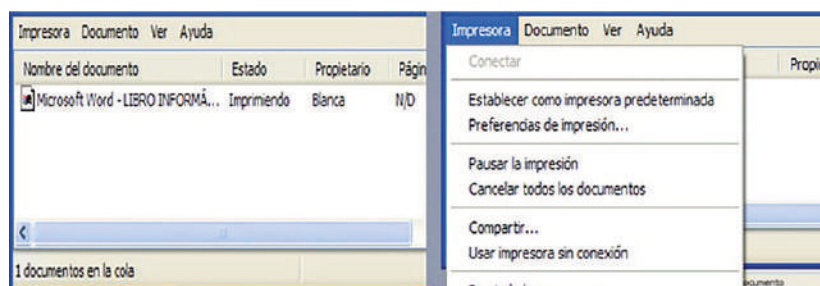 Impresora Documento Ver Ayuda
Nombre del documento Estado Propietario Págin
Microsoft Word - LIBRO INFORMÁ... Imprimiendo Blanca N/D
1 documentos en la cola
Impresora Documento Ver Ayuda
Conectar
Establecer como impresora predeterminada
Preferencias de impresión...
Pausar la impresión
Cancelar todos los documentos
Compartir...
Usar impresora sin conexión
Propi